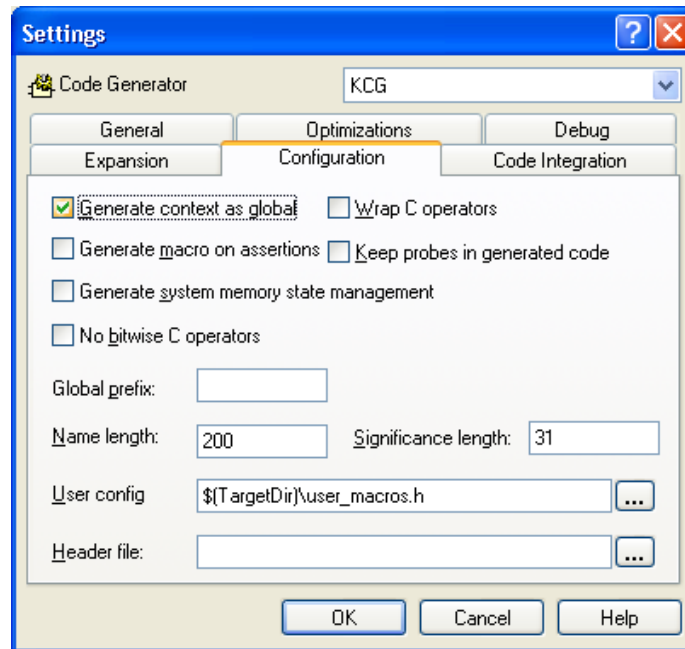 Settings
Code Generator KCG
General Optimizations Debug
Expansion Configuration Code Integration
Generate context as global Wrap C operators
Generate macro on assertions Keep probes in generated code
Generate system memory state management
No bitwise C operators
Global prefix:
Name length: 200 Significance length: 31
User config $(TargetDir)\user_macros.h ...
Header file: ...
OK Cancel Help